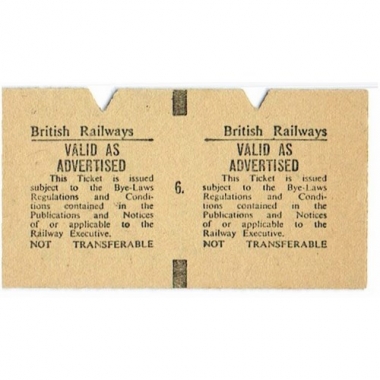 British Railways
VALID AS
ADVERTISED
This Ticket is issued
subject to the Bye-Laws
Regulations and Condi-
tions contained in the
Publications and Notices
of or applicable to the
Railway Executive.
NOT TRANSFERABLE
6.
British Railways
VALID AS
ADVERTISED
This Ticket is issued
subject to the Bye-Laws
Regulations and Condi-
tions contained in the
Publications and Notices
of or applicable to the
Railway Executive.
NOT TRANSFERABLE